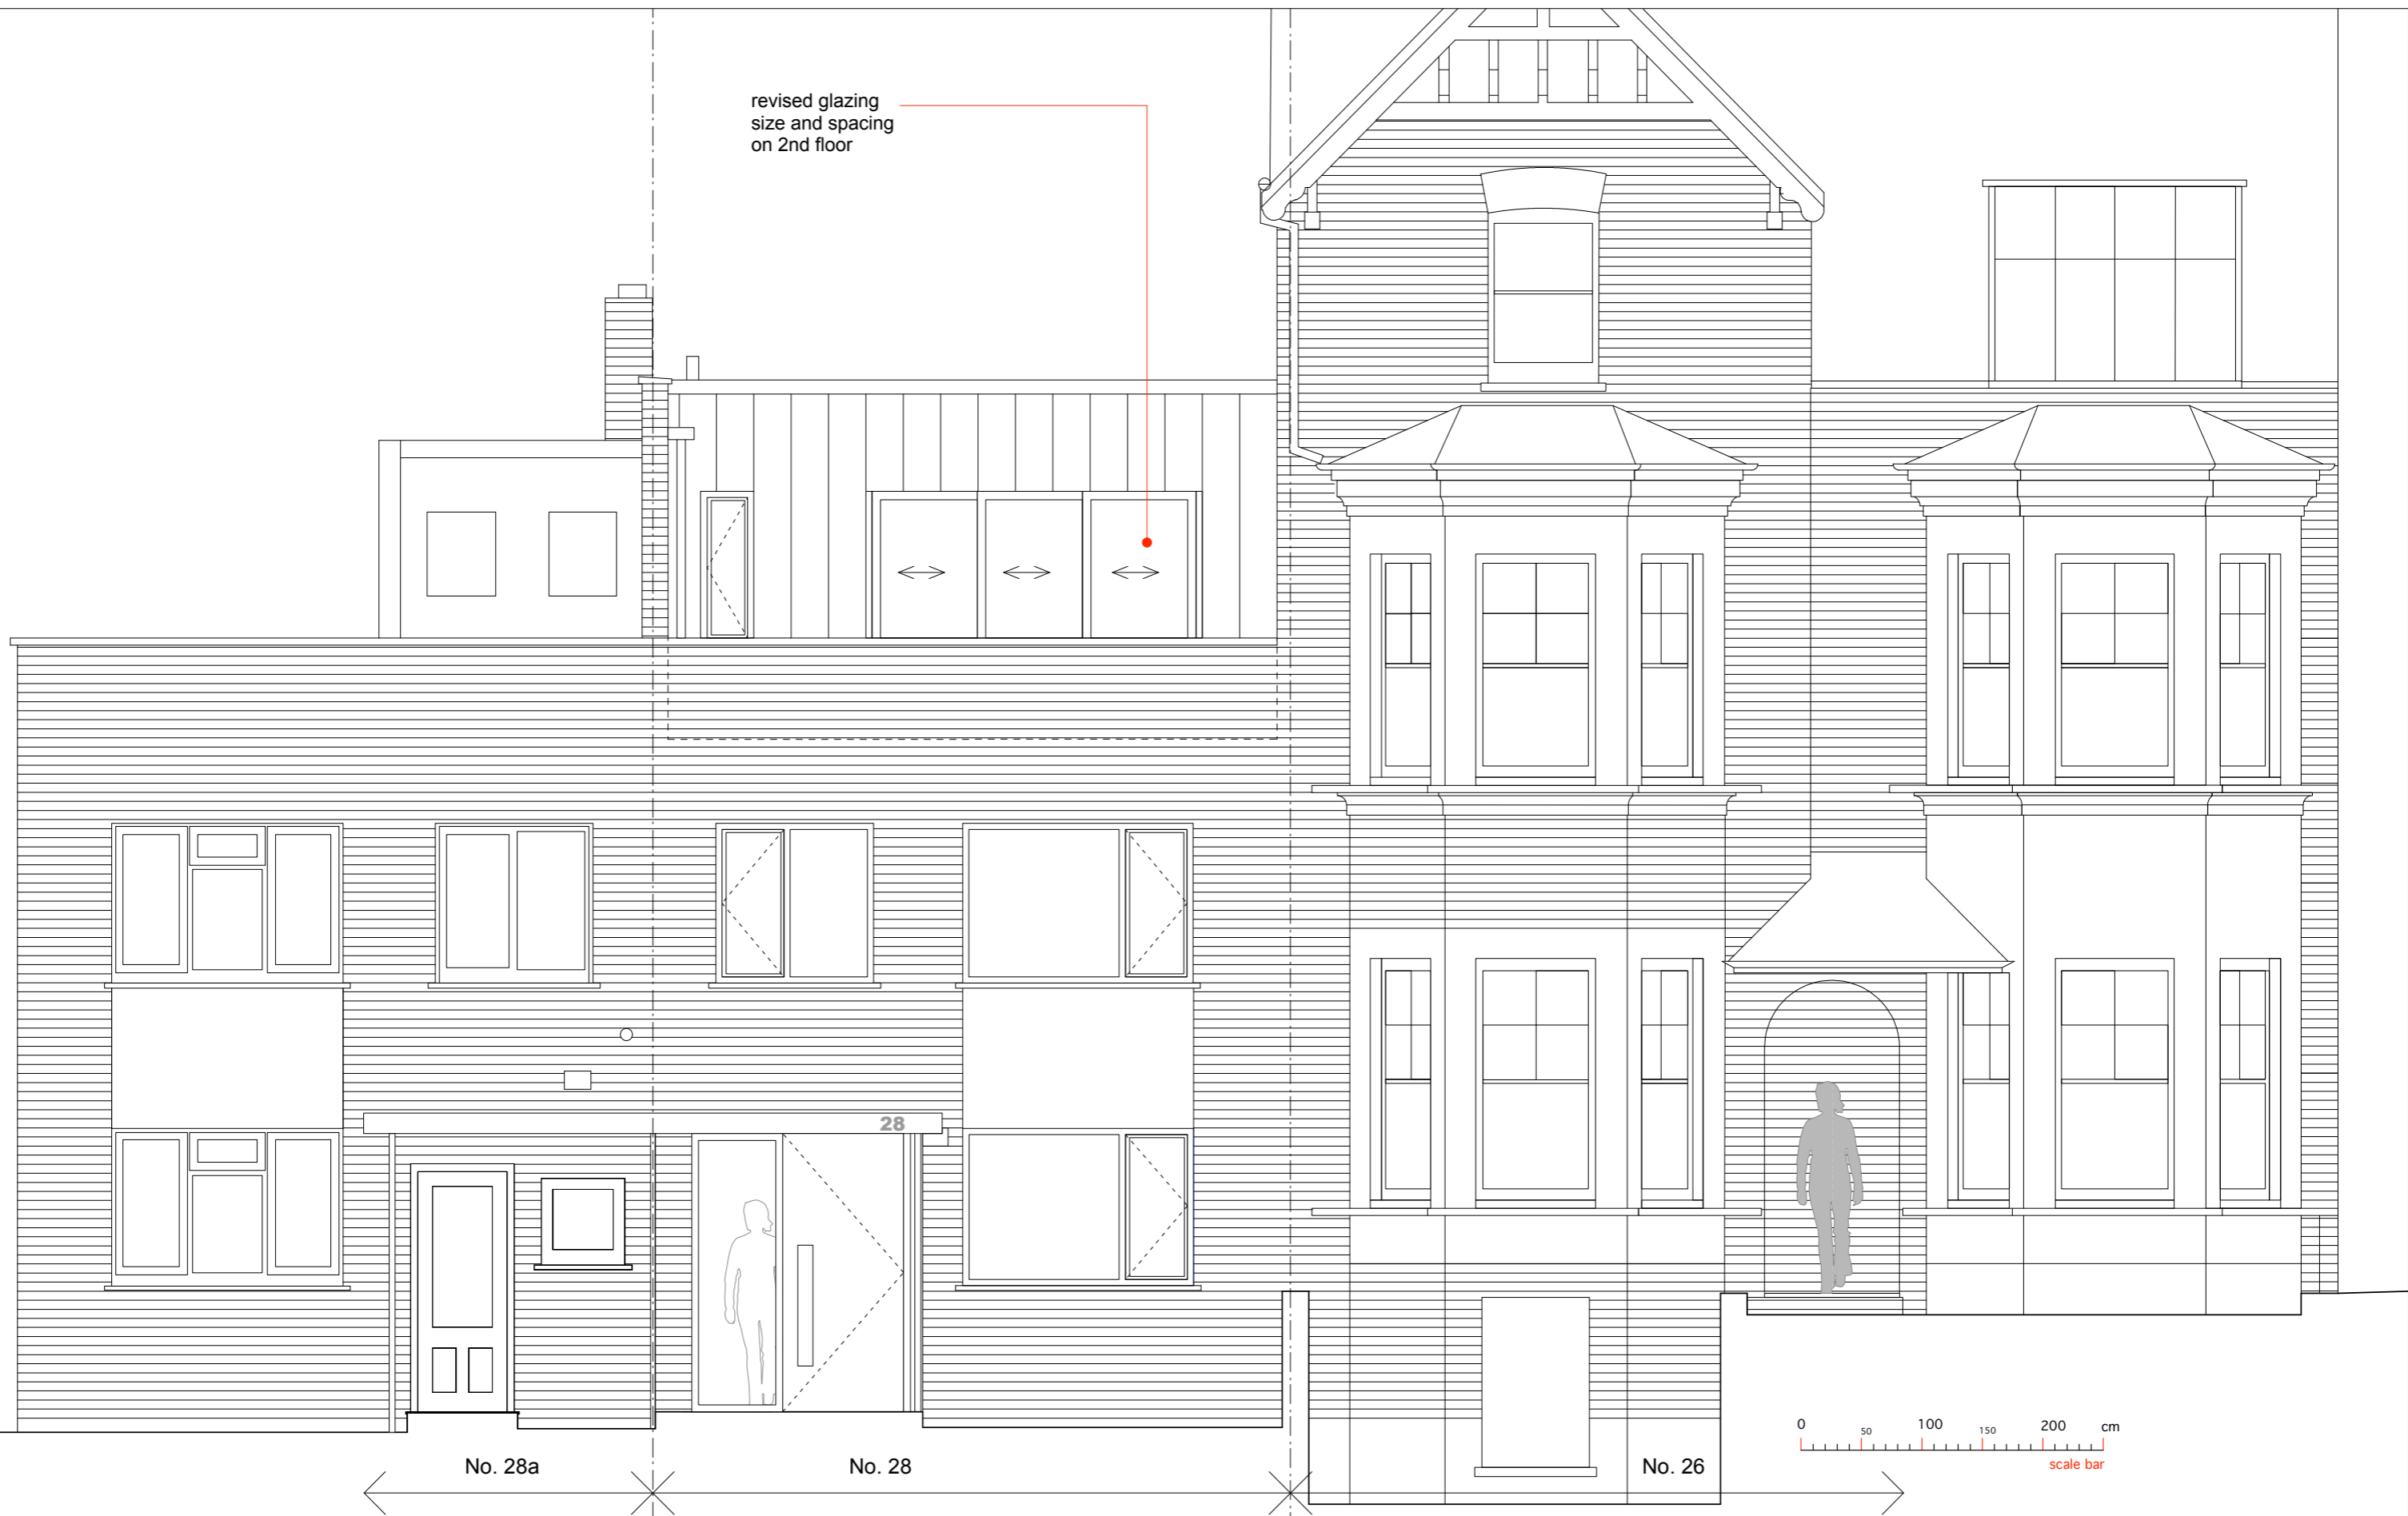 revised glazing
size and spacing
on 2nd floor
28
0 50 100 150 200 cm
scale bar
No. 28a
No. 28
No. 26